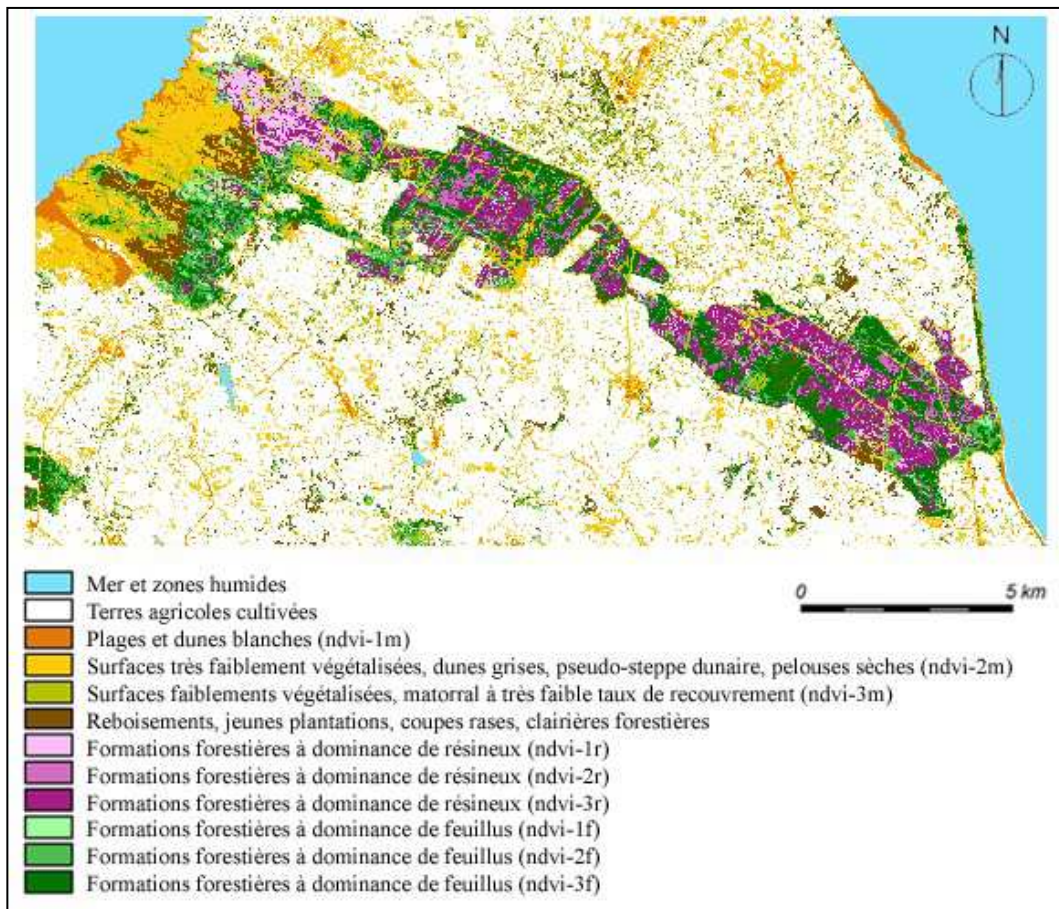 N
Mer et zones humides
0 5 km
Terres agricoles cultivées
Plages et dunes blanches (ndvi-1m)
Surfaces très faiblement végétalisées, dunes grises, pseudo-steppe dunaire, pelouses sèches (ndvi-2m)
Surfaces faiblements végétalisées, matorral à très faible taux de recouvrement (ndvi-3m)
Reboisements, jeunes plantations, coupes rases, clairières forestières
Formations forestières à dominance de résineux (ndvi-1r)
Formations forestières à dominance de résineux (ndvi-2r)
Formations forestières à dominance de résineux (ndvi-3r)
Formations forestières à dominance de feuillus (ndvi-1f)
Formations forestières à dominance de feuillus (ndvi-2f)
Formations forestières à dominance de feuillus (ndvi-3f)